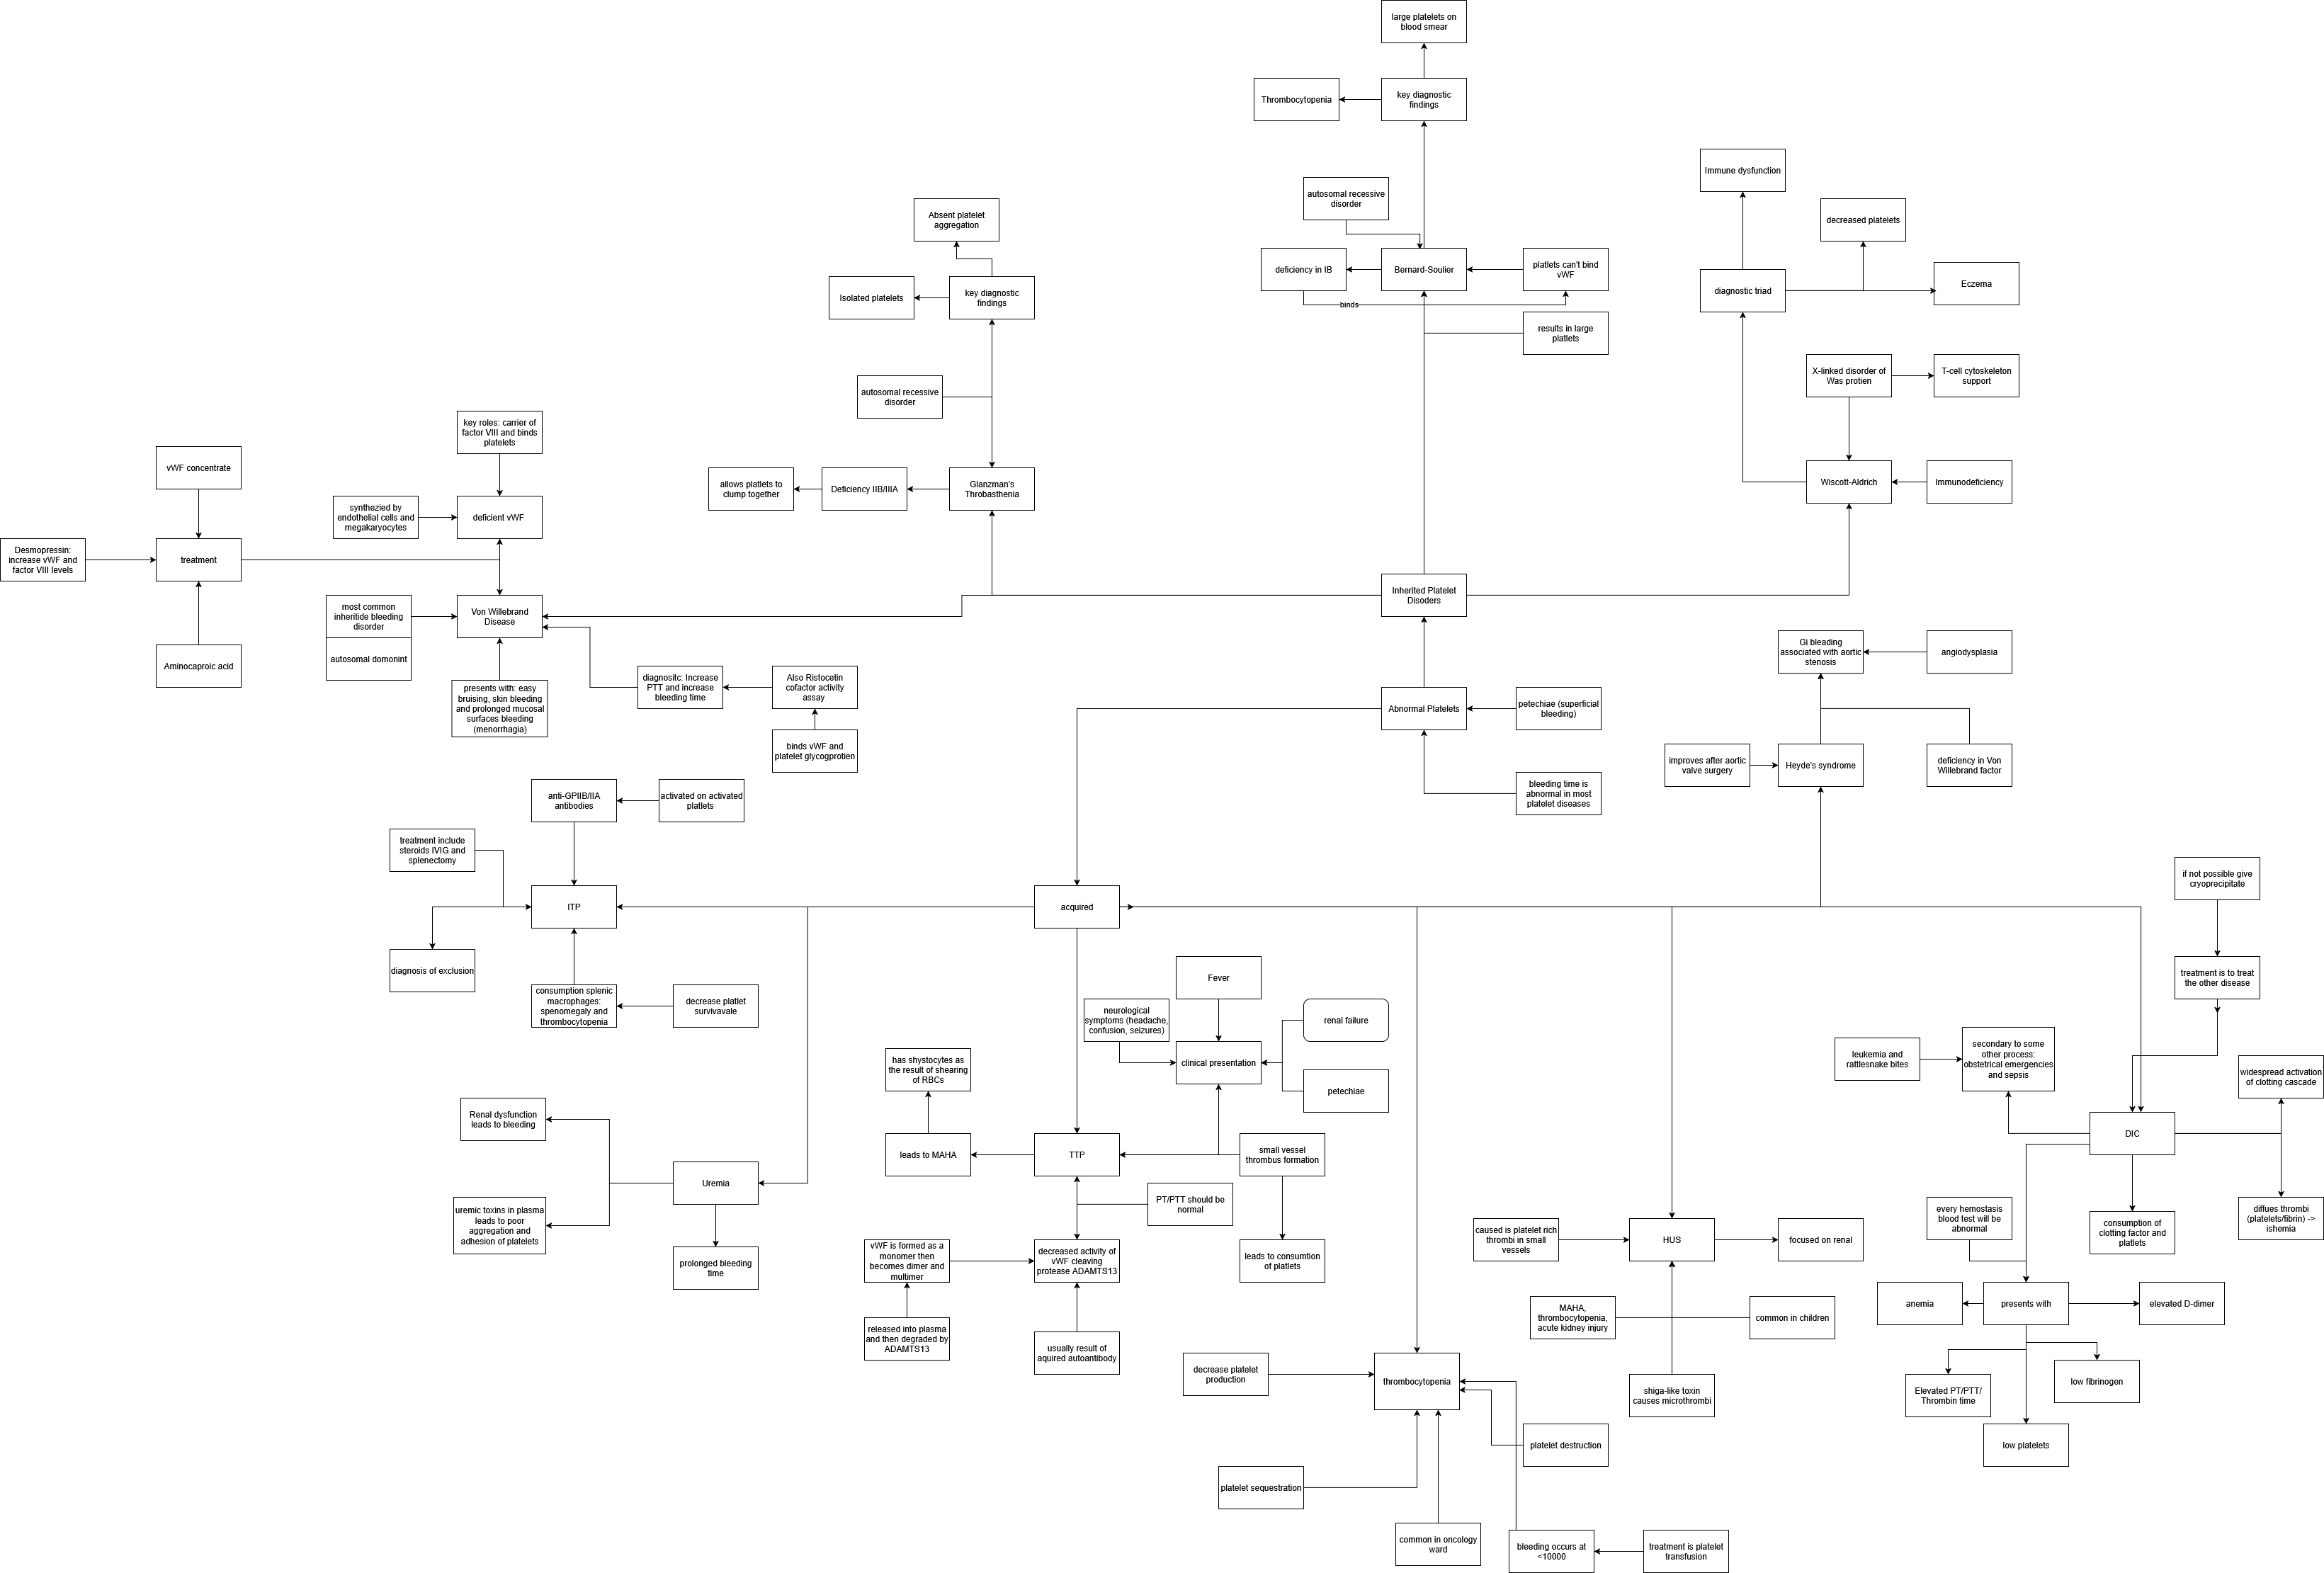 large platelets on
blood smear
Thrombocytopenia
key diagnostic
findings
Immune dysfunction
autosomal recessive
disorder
decreased platelets
Absent platelet
aggregation
deficiency in IB
Bernard-Soulier
platlets can't bind
vWF
diagnostic triad
Eczema
Isolated platelets
key diagnostic
findings
binds
results in large
platlets
X-linked disorder of
Was protien
T-cell cytoskeleton
support
autosomal recessive
disorder
key roles: carrier of
factor VIII and binds
platelets
vWF concentrate
allows platlets to
clump together
Deficiency IIB/IIIA
Glanzman's
Throbasthenia
Wiscott-Aldrich
Immunodeficiency
synthezied by
endothelial cells and
megakaryocytes
deficient vWF
Desmopressin:
increase vWF and
factor VIII levels
treatment
Inherited Platelet
Disoders
most common
inheritide bleeding
disorder
Von Willebrand
Disease
autosomal domonint
Aminocaproic acid
Gi bleading
associated with aortic
stenosis
angiodysplasia
presents with: easy
bruising, skin bleeding
and prolonged mucosal
surfaces bleeding
(menorrhagia)
diagnositc: Increase
PTT and increase
bleeding time
Also Ristocetin
cofactor activity
assay
Abnormal Platelets
petechiae (superficial
bleeding)
binds vWF and
platelet glycogprotien
improves after aortic
valve surgery
Heyde's syndrome
deficiency in Von
Willebrand factor
anti-GPIIB/IIA
antibodies
activated on activated
platlets
bleeding time is
abnormal in most
platelet diseases
treatment include
steroids IVIG and
splenectomy
if not possible give
cryoprecipitate
ITP
acquired
diagnosis of exclusion
Fever
treatment is to treat
the other disease
consumption splenic
macrophages:
spenomegaly and
thrombocytopenia
decrease platlet
survivavale
neurological
symptoms (headache,
confusion, seizures)
renal failure
clinical presentation
has shystocytes as
the result of shearing
of RBCs
petechiae
leukemia and
rattlesnake bites
secondary to some
other process:
obstetrical emergencies
and sepsis
widespread activation
of clotting cascade
Renal dysfunction
leads to bleeding
DIC
leads to MAHA
TTP
small vessel
thrombus formation
Uremia
PT/PTT should be
normal
uremic toxins in plasma
leads to poor
aggregation and
adhesion of platelets
every hemostasis
blood test will be
abnormal
consumption of
clotting factor and
platlets
diffues thrombi
(platelets/fibrin) ->
ishemia
prolonged bleeding
time
vWF is formed as a
monomer then
becomes dimer and
multimer
decreased activity of
vWF cleaving
protease ADAMTS13
leads to consumtion
of platlets
caused is platelet rich
thrombi in small
vessels
HUS
focused on renal
anemia
presents with
elevated D-dimer
MAHA,
thrombocytopenia,
acute kidney injury
common in children
released into plasma
and then degraded by
ADAMTS13
usually result of
aquired autoantibody
decrease platelet
production
thrombocytopenia
shiga-like toxin
causes microthrombi
Elevated PT/PTT/
Thrombin time
low fibrinogen
platelet destruction
low platelets
platelet sequestration
common in oncology
ward
bleeding occurs at
<10000
treatment is platelet
transfusion